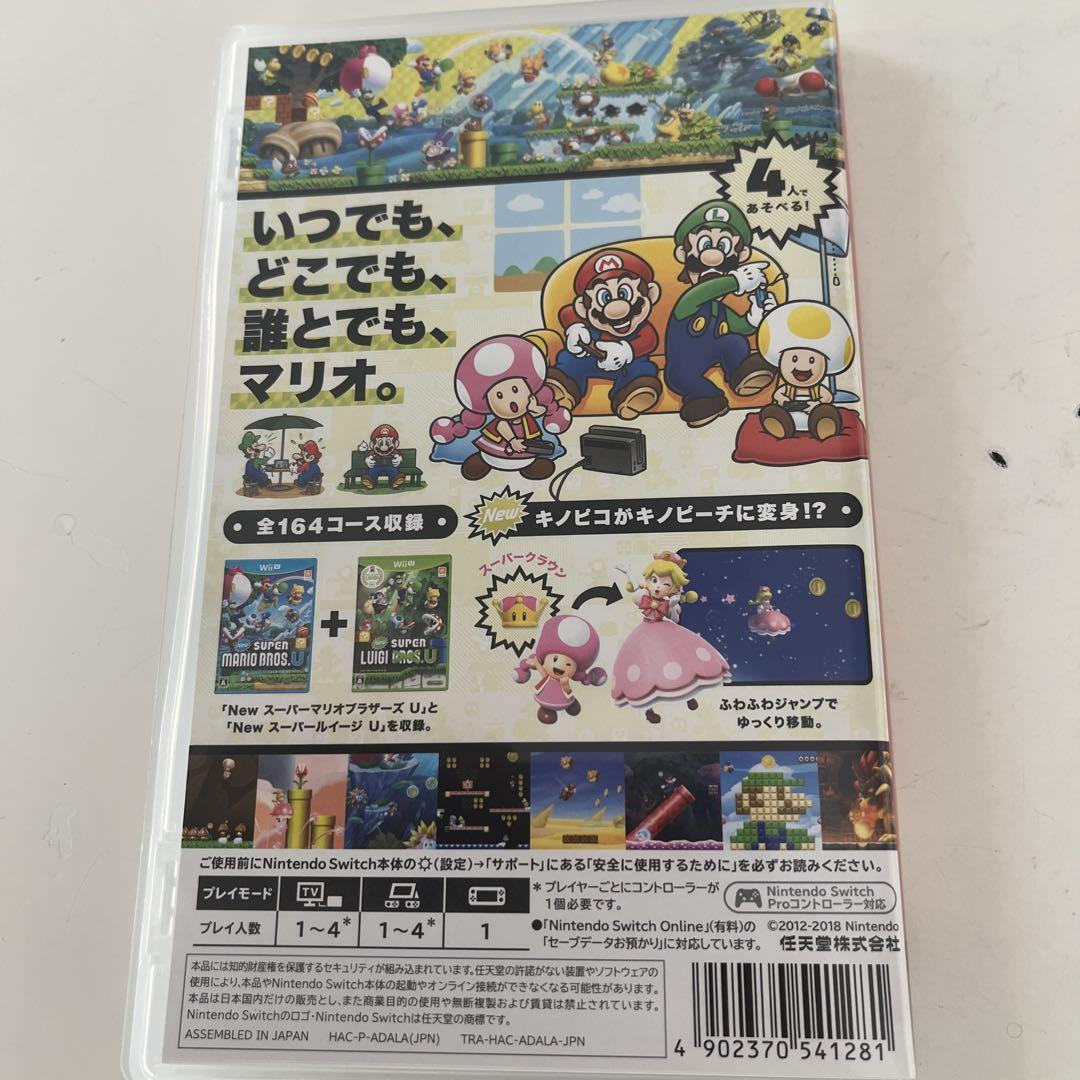 4人で
あそべる!
いつでも、
どこでも、
誰とでも、
マリオ。
全164コース収録
New キノピコがキノピーチに変身!?
スーパークラウン
Wii U
Wii U
New SUPER
MARIO BROS. U
New SUPER
LUIGI BROS. U
+
「New スーパーマリオブラザーズ U」と
「New スーパールイージ U」を収録。
ふわふわジャンプで
ゆっくり移動。
ご使用前にNintendo Switch本体の(設定)→「サポート」にある「安全に使用するために」を必ずお読みください。
プレイモード TV
プレイ人数 1～4* 1～4* 1
*プレイヤーごとにコントローラーが
1個必要です。
Nintendo Switch
Proコントローラー対応
●「Nintendo Switch Online」(有料)の
「セーブデータお預かり」に対応しています。
©2012-2018 Nintendo
任天堂株式会社
本品には知的財産権を保護するセキュリティが組み込まれています。任天堂の許諾がない装置やソフトウェアの
使用により、本品やNintendo Switch本体の起動やオンライン接続ができなくなる可能性があります。
本品は日本国内だけの販売とし、また商業目的の使用や無断複製および賃貸は禁止されています。
Nintendo Switchのロゴ・Nintendo Switchは任天堂の商標です。
ASSEMBLED IN JAPAN HAC-P-ADALA(JPN) TRA-HAC-ADALA-JPN
4 902370 541281